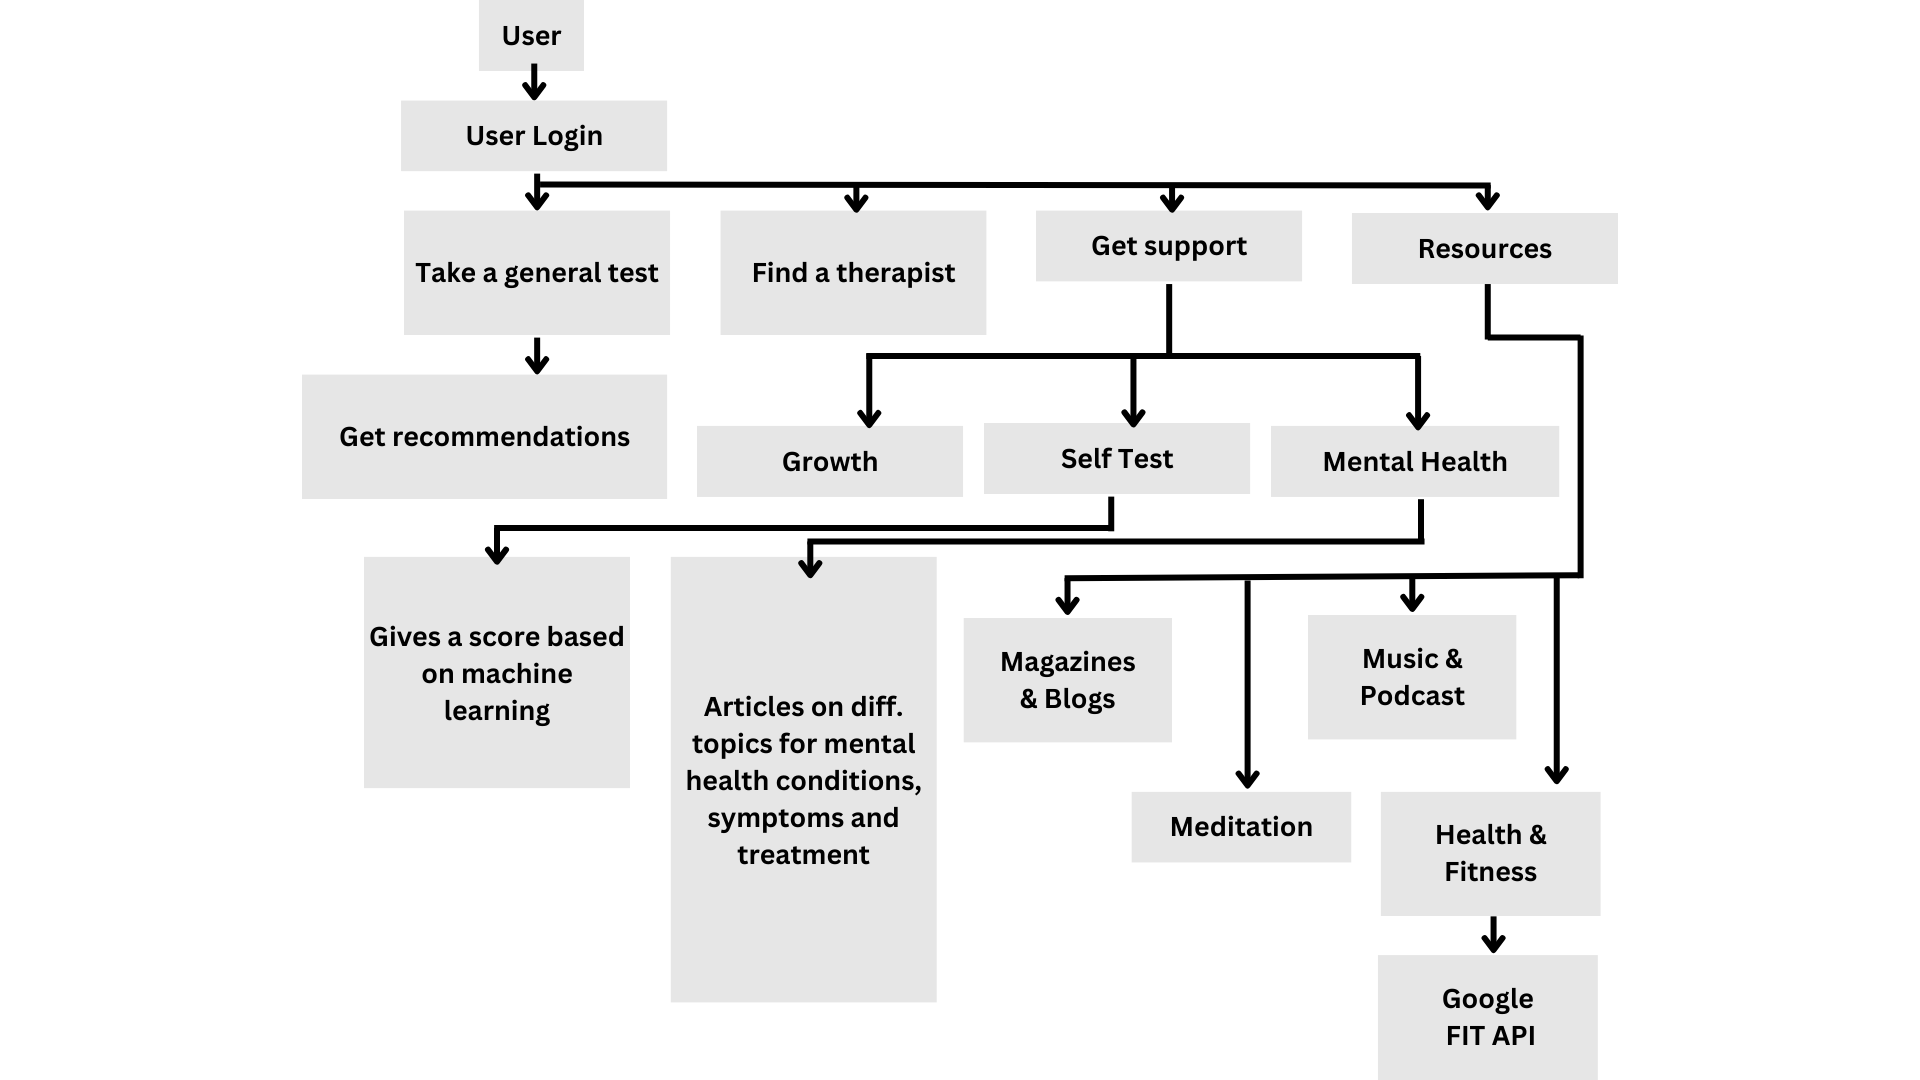 User
User Login
Take a general test
Find a therapist
Get support
Resources
Get recommendations
Growth
Self Test
Mental Health
Gives a score based
on machine
learning
Articles on diff.
topics for mental
health conditions,
symptoms and
treatment
Magazines
& Blogs
Music &
Podcast
Meditation
Health &
Fitness
Google
FIT API